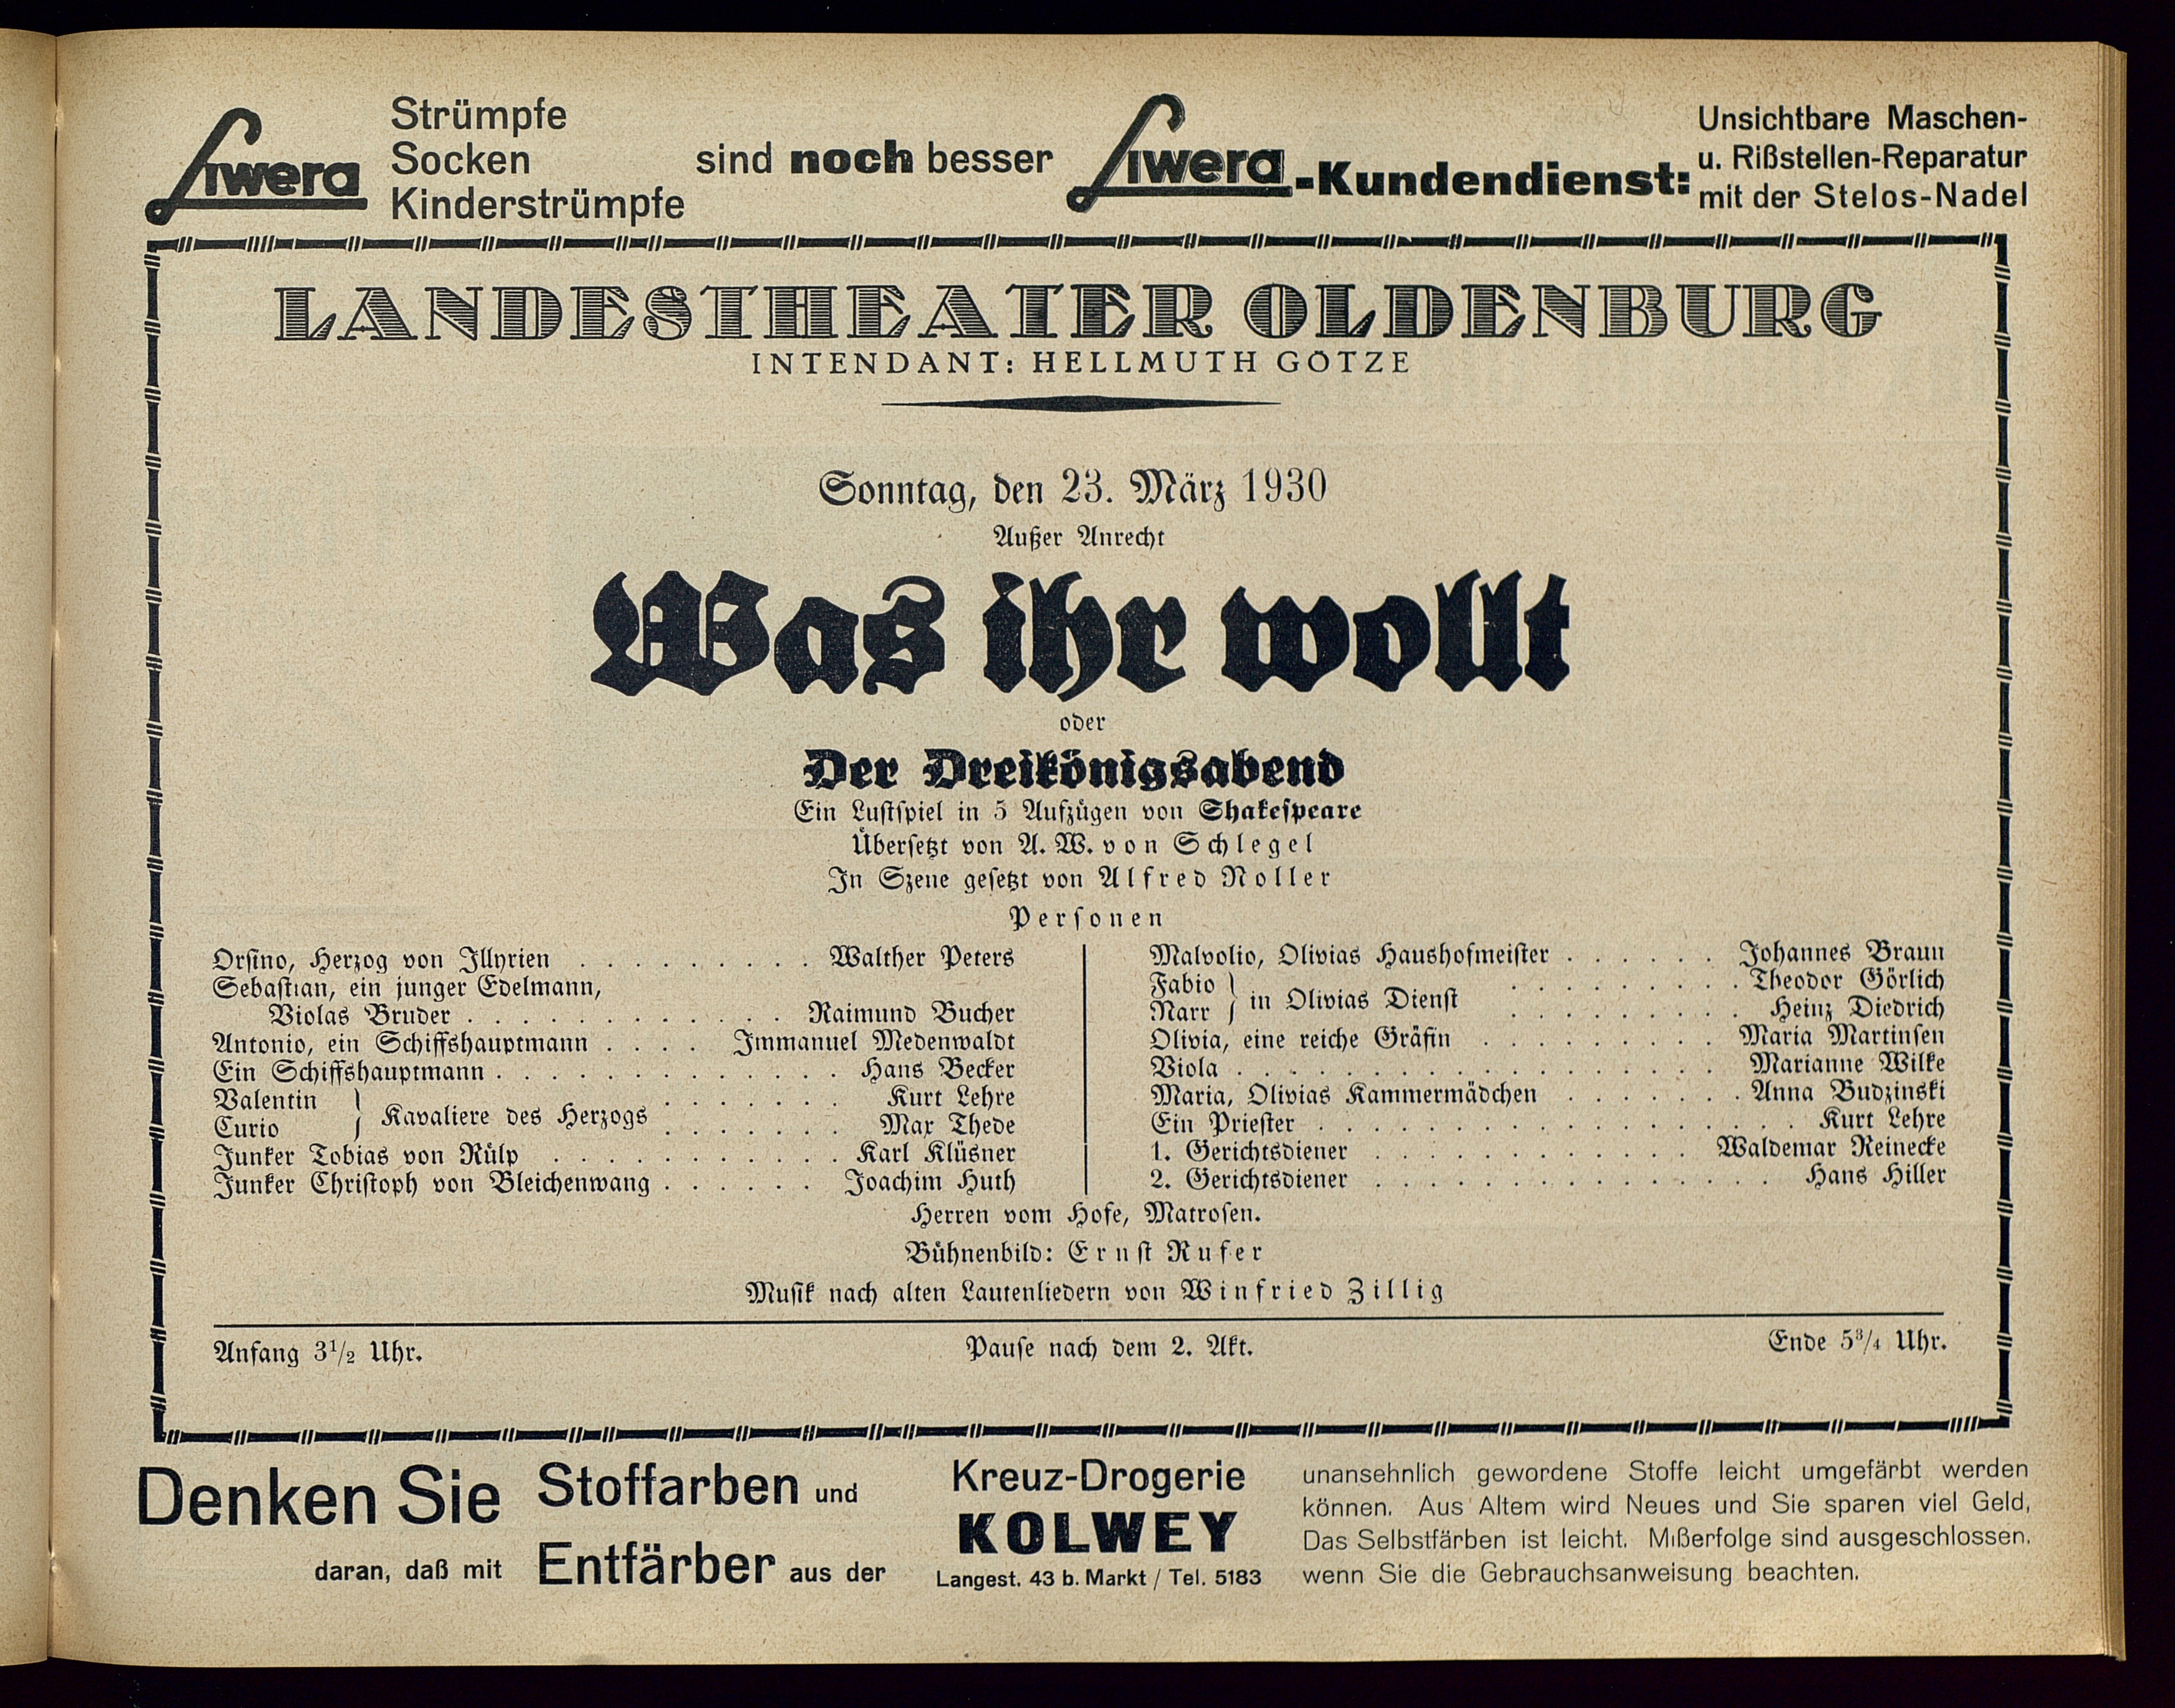 Liwera
Strümpfe
Socken
Kinderstrümpfe
sind noch besser
Liwera-Kundendienst:
Unsichtbare Maschen-
u. Rißstellen-Reparatur
mit der Stelos-Nadel
LANDESTHEATER OLDENBURG
INTENDANT: HELLMUTH GÖTZE
Sonntag, den 23. März 1930
Außer Anrecht
Was ihr wollt
oder
Der Dreikönigsabend
Ein Lustspiel in 5 Aufzügen von Shakespeare
Übersetzt von A. W. von Schlegel
In Szene gesetzt von Alfred Noller
Personen
Orsino, Herzog von Illyrien . . . . . . . . . Walther Peters
Sebastian, ein junger Edelmann,
Violas Bruder . . . . . . . . . . . . Raimund Bucher
Antonio, ein Schiffshauptmann . . . . Immanuel Medenwaldt
Ein Schiffshauptmann . . . . . . . . . . . . . Hans Becker
Valentin } Kavaliere des Herzogs . . . . . . . Kurt Lehre
Curio } . . . . . . . Max Thede
Junker Tobias von Rülp . . . . . . . . . . . Karl Klüsner
Junker Christoph von Bleichenwang . . . . . . Joachim Huth
Malvolio, Olivias Haushofmeister . . . . . . Johannes Braun
Fabio } in Olivias Dienst . . . . . . . . . Theodor Görlich
Narr } . . . . . . . . . Heinz Diedrich
Olivia, eine reiche Gräfin . . . . . . . . . Maria Martinsen
Viola . . . . . . . . . . . . . . . . . . Marianne Wilke
Maria, Olivias Kammermädchen . . . . . . . Anna Budzinski
Ein Priester . . . . . . . . . . . . . . . . . . Kurt Lehre
1. Gerichtsdiener . . . . . . . . . . . . Waldemar Reinecke
2. Gerichtsdiener . . . . . . . . . . . . . . . Hans Hiller
Herren vom Hofe, Matrosen.
Bühnenbild: Ernst Rufer
Musik nach alten Lautenliedern von Winfried Zillig
Anfang 3 1/2 Uhr.
Pause nach dem 2. Akt.
Ende 5 3/4 Uhr.
Denken Sie
daran, daß mit
Stoffarben und
Entfärber aus der
Kreuz-Drogerie
KOLWEY
Langest. 43 b. Markt / Tel. 5183
unansehnlich gewordene Stoffe leicht umgefärbt werden
können. Aus Altem wird Neues und Sie sparen viel Geld,
Das Selbstfärben ist leicht. Mißerfolge sind ausgeschlossen,
wenn Sie die Gebrauchsanweisung beachten.